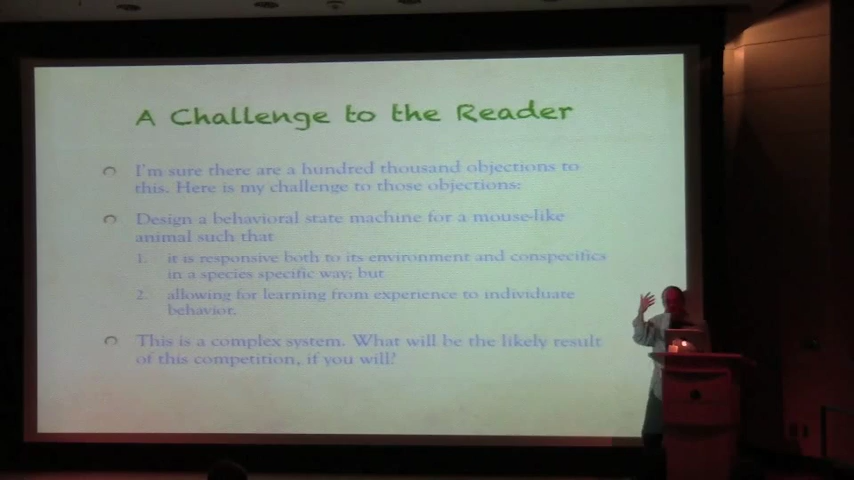 A Challenge to the Reader
I'm sure there are a hundred thousand objections to
this. Here is my challenge to those objections:
Design a behavioral state machine for a mouse-like
animal such that
1. it is responsive both to its environment and conspecifics
in a species specific way; but
2. allowing for learning from experience to individuate
behavior.
This is a complex system. What will be the likely result
of this competition, if you will?